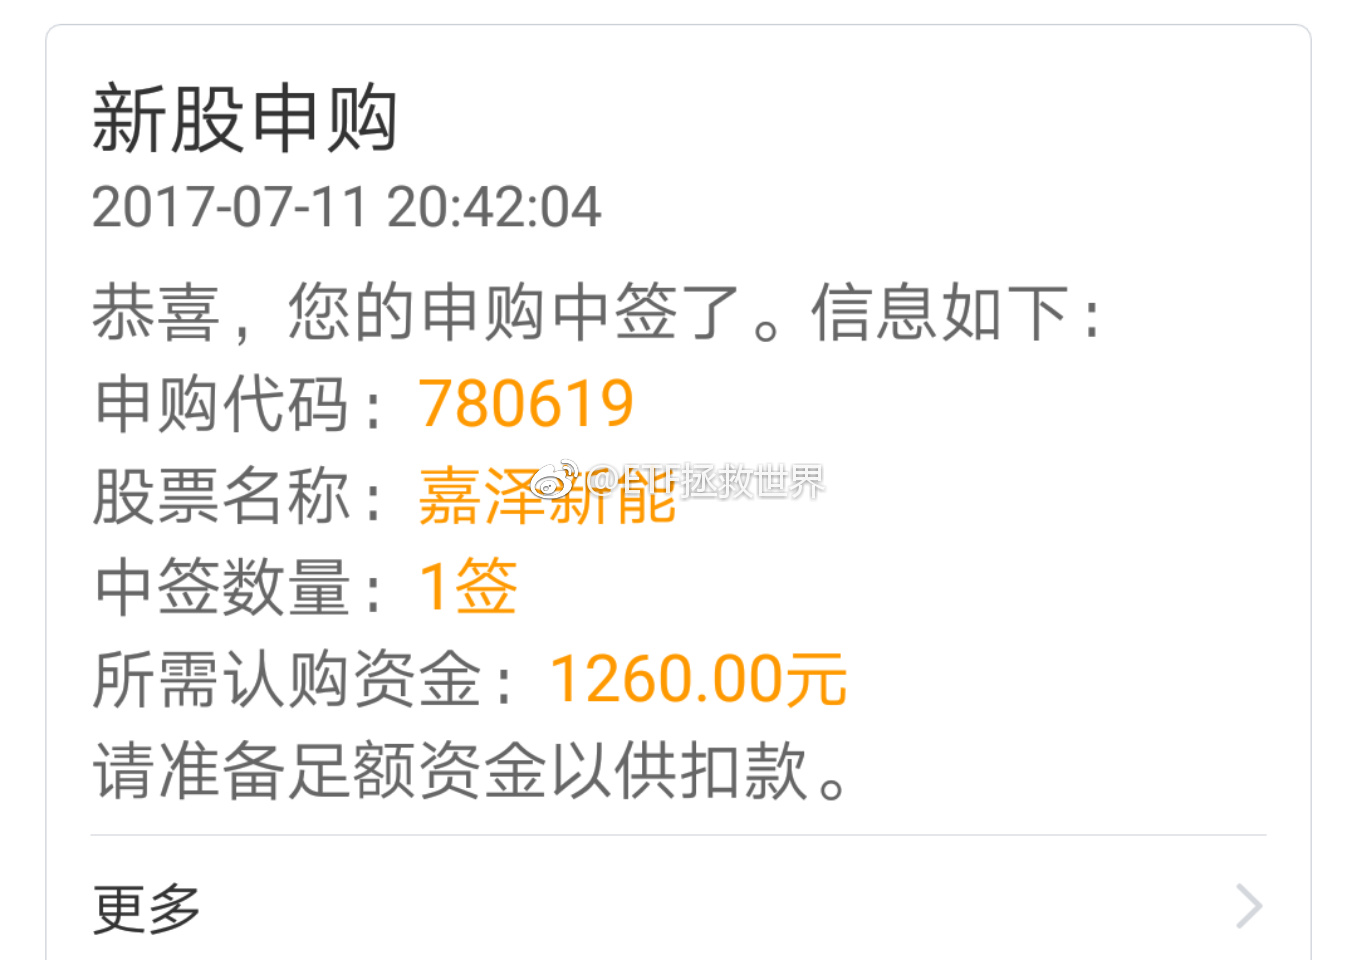 新股申购
2017-07-11 20:42:04
恭喜，您的申购中签了。信息如下：
申购代码：780619
股票名称：嘉泽新能
@ETF拯救世界
中签数量：1签
所需认购资金：1260.00元
请准备足额资金以供扣款。
更多